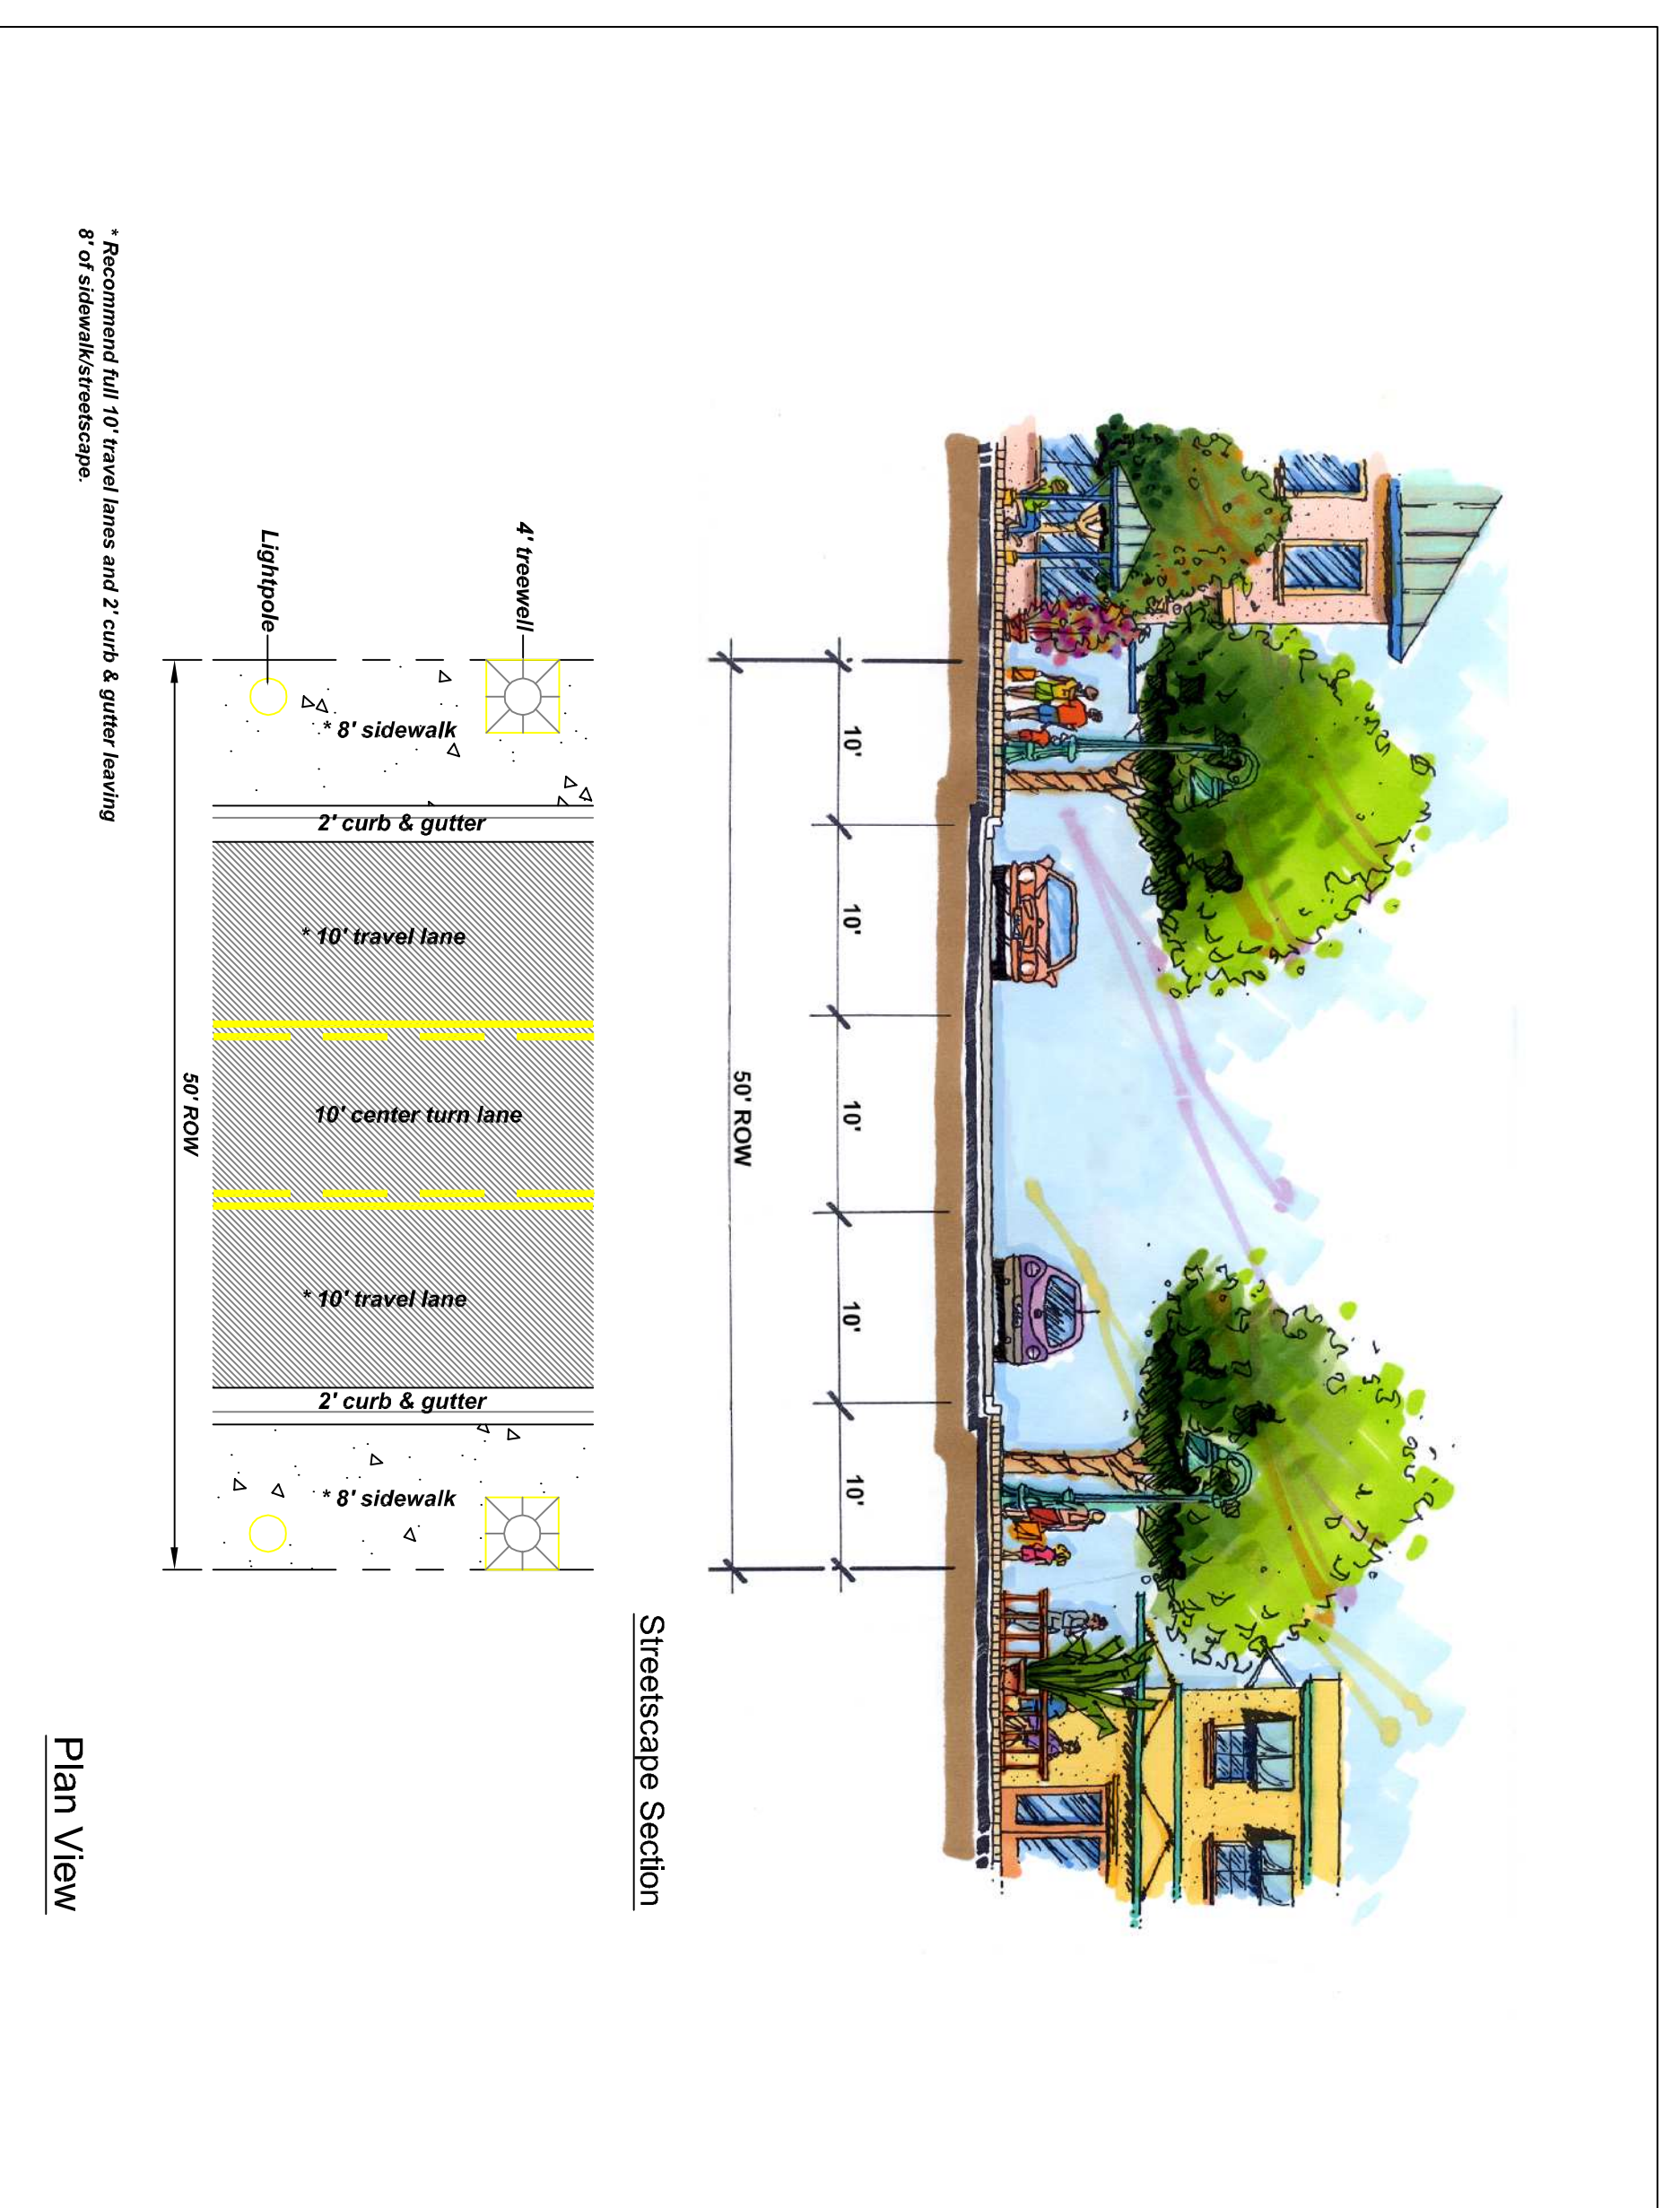 10'
10'
10'
10'
10'
50' ROW
Streetscape Section
4' treewell
Lightpole
* 8' sidewalk
2' curb & gutter
* 10' travel lane
10' center turn lane
* 10' travel lane
2' curb & gutter
* 8' sidewalk
50' ROW
* Recommend full 10' travel lanes and 2' curb & gutter leaving
8' of sidewalk/streetscape.
Plan View